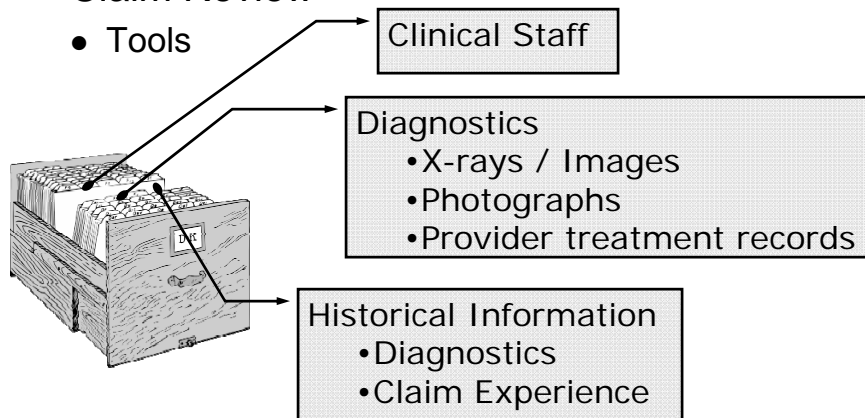 Claim Review
• Tools
Clinical Staff
Diagnostics
•X-rays / Images
•Photographs
•Provider treatment records
Historical Information
•Diagnostics
•Claim Experience